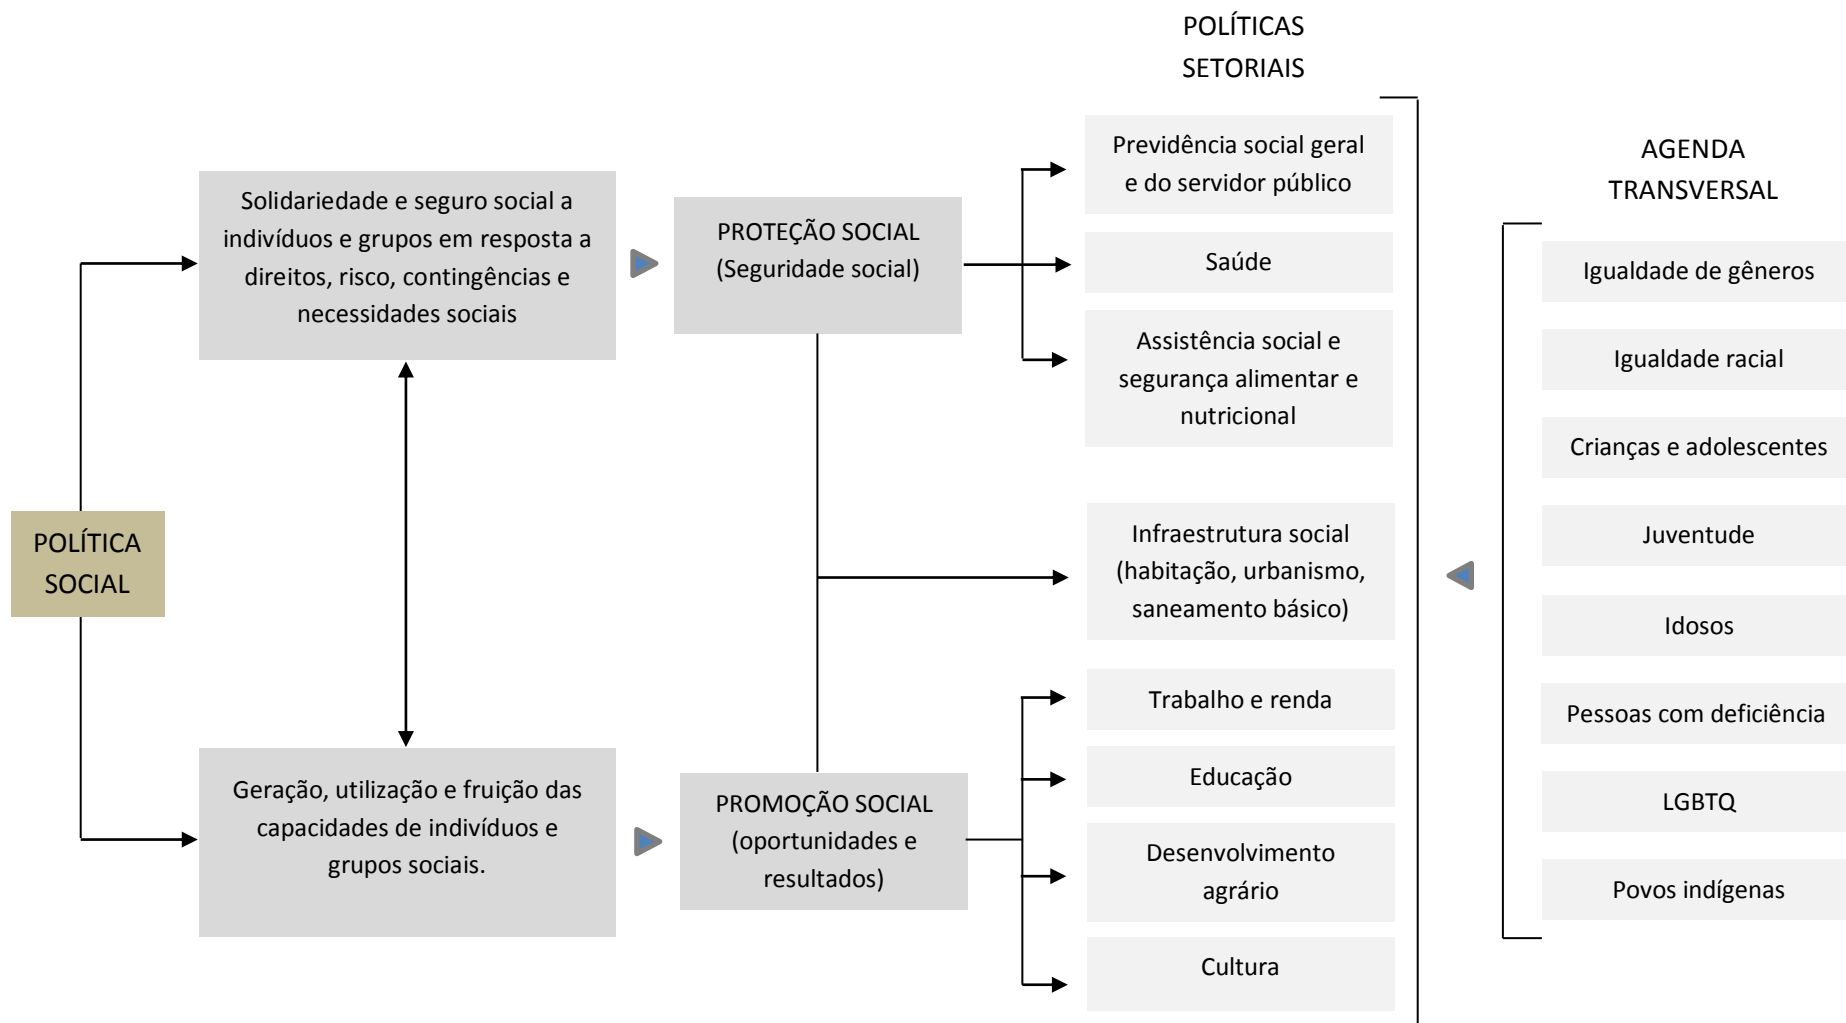 POLÍTICA
SOCIAL
Solidariedade e seguro social a
indivíduos e grupos em resposta a
direitos, risco, contingências e
necessidades sociais
Geração, utilização e fruição das
capacidades de indivíduos e
grupos sociais.
PROTEÇÃO SOCIAL
(Seguridade social)
PROMOÇÃO SOCIAL
(oportunidades e
resultados)
POLÍTICAS
SETORIAIS
Previdência social geral
e do servidor público
Saúde
Assistência social e
segurança alimentar e
nutricional
Infraestrutura social
(habitação, urbanismo,
saneamento básico)
Trabalho e renda
Educação
Desenvolvimento
agrário
Cultura
AGENDA
TRANSVERSAL
Igualdade de gêneros
Igualdade racial
Crianças e adolescentes
Juventude
Idosos
Pessoas com deficiência
LGBTQ
Povos indígenas